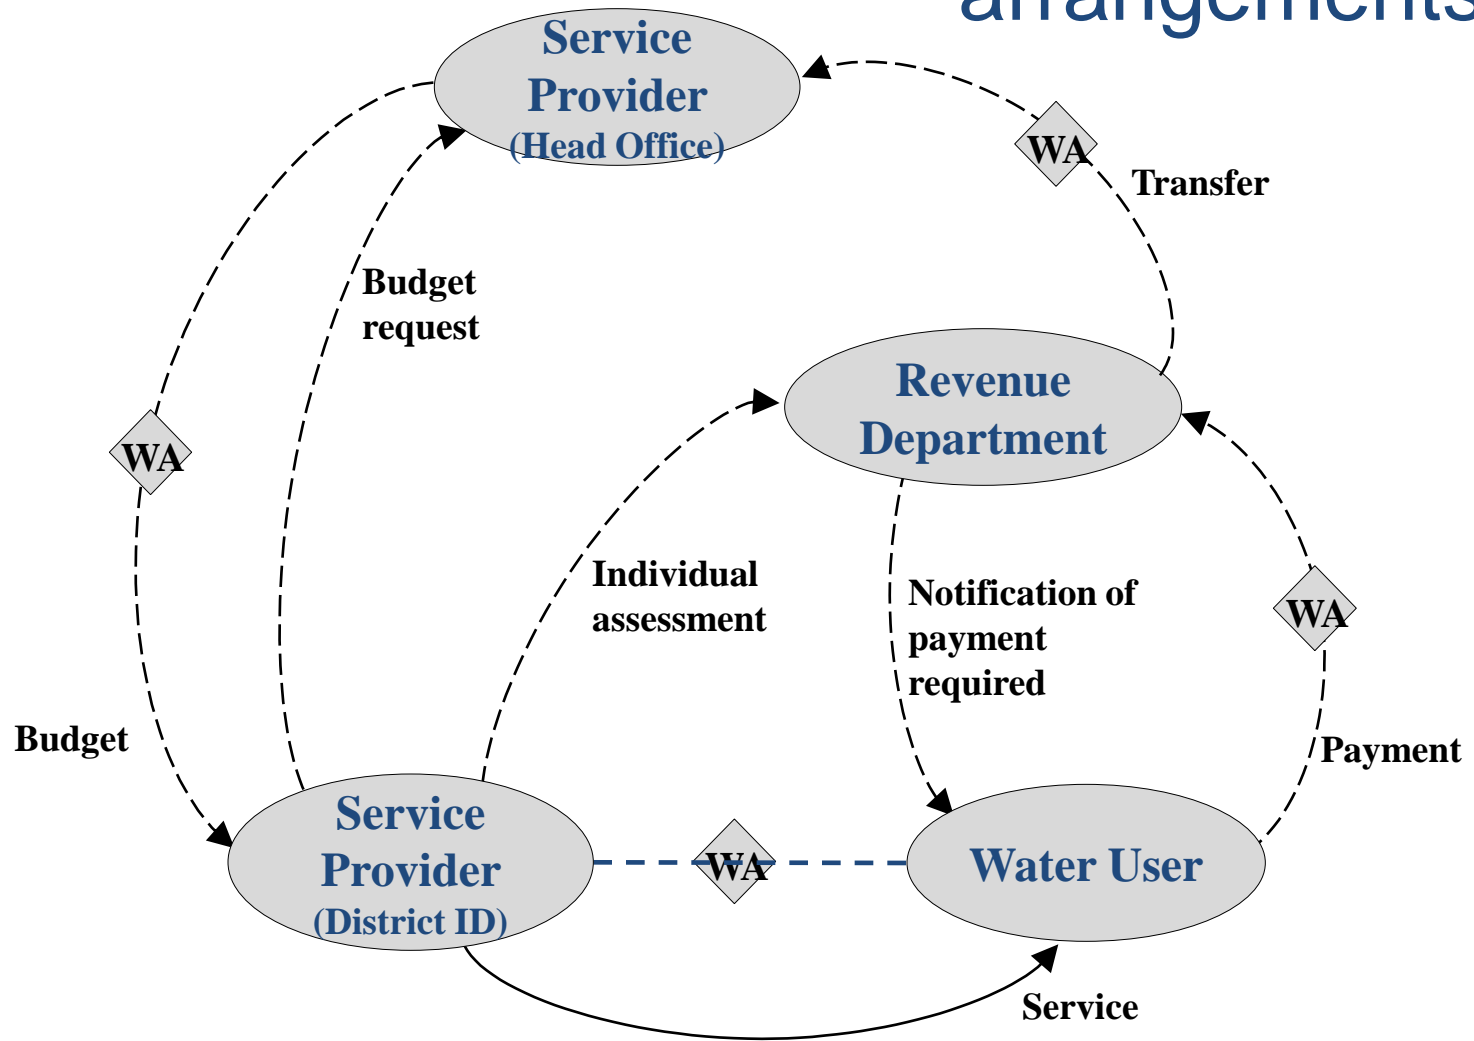 arrangements
Service
Provider
(Head Office)
WA
Transfer
Budget
request
Revenue
Department
WA
Individual
assessment
Notification of
payment
required
WA
Budget
Payment
Service
Provider
(District ID)
WA
Water User
Service